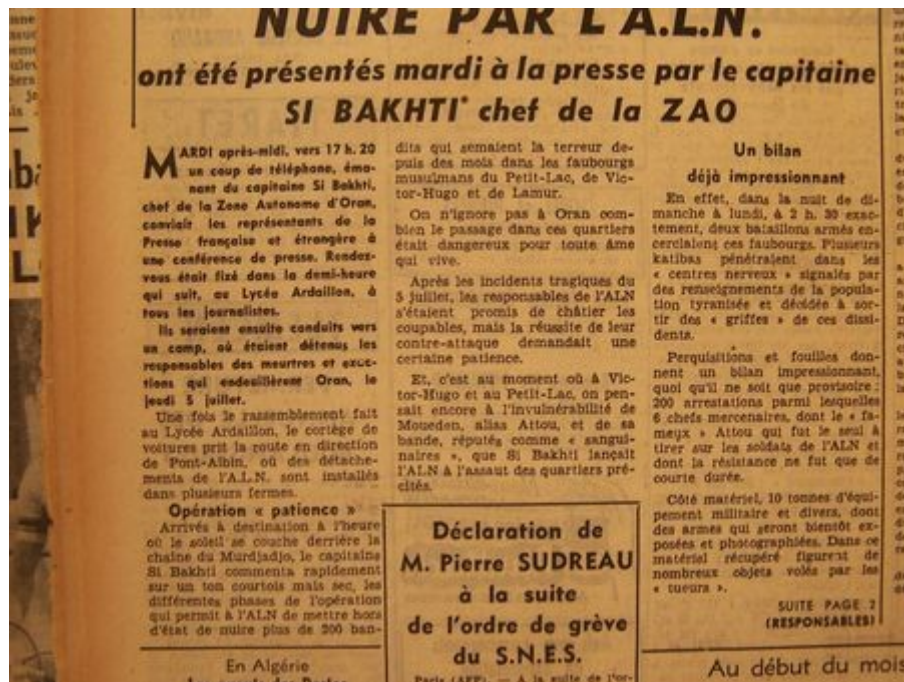 NUIRE PAR L'A.L.N.
ont été présentés mardi à la presse par le capitaine
SI BAKHTI chef de la ZAO
MARDI après-midi, vers 17 h. 20
un coup de téléphone, éma-
nant du capitaine Si Bakhti,
chef de la Zone Autonome d'Oran,
conviait les représentants de la
Presse française et étrangère à
une conférence de presse. Rendez-
vous était fixé dans la demi-heure
qui suit, au Lycée Ardaillon, à
tous les journalistes.
Ils seraient ensuite conduits vers
un camp, où étaient détenus les
responsables des meurtres et exac-
tions qui endeuillèrent Oran, le
jeudi 5 juillet.
Une fois le rassemblement fait
au Lycée Ardaillon, le cortège de
voitures prit la route en direction
de Pont-Albin, où des détache-
ments de l'A.L.N. sont installés
dans plusieurs fermes.
Opération « patience »
Arrivés à destination à l'heure
où le soleil se couche derrière la
chaîne du Murdjadjo, le capitaine
Si Bakhti commenta rapidement
sur un ton courtois mais sec, les
différentes phases de l'opération
qui permit à l'ALN de mettre hors
d'état de nuire plus de 200 ban-
dits qui semaient la terreur de-
puis des mois dans les faubourgs
musulmans du Petit-Lac, de Vic-
tor-Hugo et de Lamur.
On n'ignore pas à Oran com-
bien le passage dans ces quartiers
était dangereux pour toute âme
qui vive.
Après les incidents tragiques du
5 juillet, les responsables de l'ALN
s'étaient promis de châtier les
coupables, mais la réussite de leur
contre-attaque demandait une
certaine patience.
Et, c'est au moment où à Vic-
tor-Hugo et au Petit-Lac, on pen-
sait encore à l'invulnérabilité de
Moueden, alias Attou, et de sa
bande, réputés comme « sangui-
naires », que Si Bakhti lançait
l'ALN à l'assaut des quartiers pré-
cités.
Déclaration de
M. Pierre SUDREAU
à la suite
de l'ordre de grève
du S.N.E.S.
Paris (AFP). — A la suite de l'or-
Un bilan
déjà impressionnant
En effet, dans la nuit de di-
manche à lundi, à 2 h. 30 exac-
tement, deux bataillons armés en-
cerclaient ces faubourgs. Plusieurs
katibas pénétraient dans les
« centres nerveux » signalés par
des renseignements de la popula-
tion tyranisée et décidée à sor-
tir des « griffes » de ces dissi-
dents.
Perquisitions et fouilles don-
nent un bilan impressionnant,
quoi qu'il ne soit que provisoire :
200 arrestations parmi lesquelles
6 chefs mercenaires, dont le « fa-
meux » Attou qui fut le seul à
tirer sur les soldats de l'ALN et
dont la résistance ne fut que de
courte durée.
Côté matériel, 10 tonnes d'équi-
pement militaire et divers, dont
des armes qui seront bientôt ex-
posées et photographiées. Dans ce
matériel récupéré figurent de
nombreux objets volés par les
« tueurs ».
SUITE PAGE 2
(RESPONSABLES)
En Algérie
Au début du mois